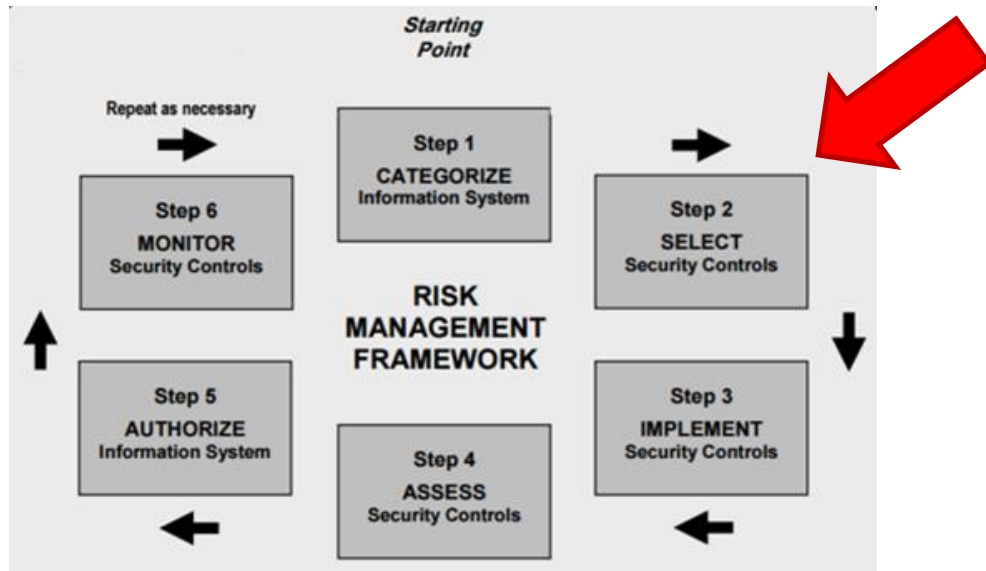 Starting
Point
Repeat as necessary
Step 1
CATEGORIZE
Information System
Step 2
SELECT
Security Controls
Step 3
IMPLEMENT
Security Controls
Step 4
ASSESS
Security Controls
Step 5
AUTHORIZE
Information System
Step 6
MONITOR
Security Controls
RISK
MANAGEMENT
FRAMEWORK